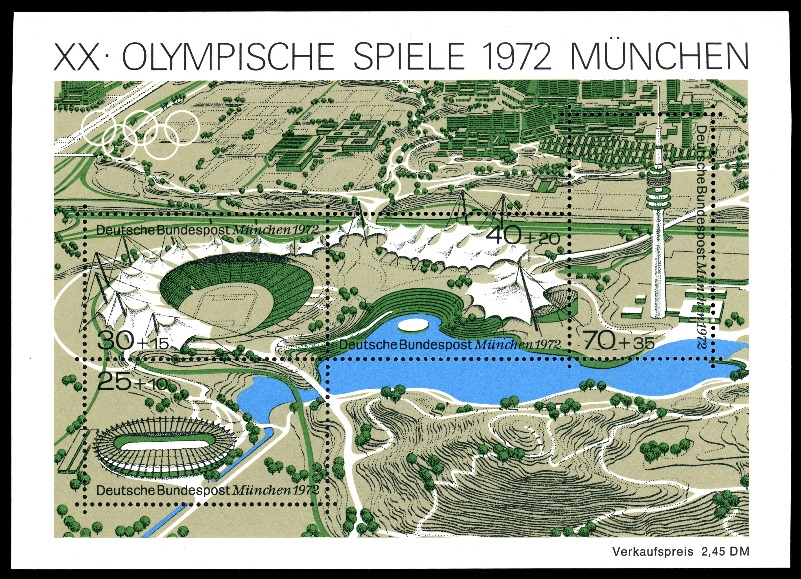 XX· OLYMPISCHE SPIELE 1972 MÜNCHEN
Deutsche Bundespost München 1972
Deutsche Bundespost München 1972
40+20
30+15
Deutsche Bundespost München 1972
70+35
25+10
Deutsche Bundespost München 1972
Verkaufspreis 2,45 DM